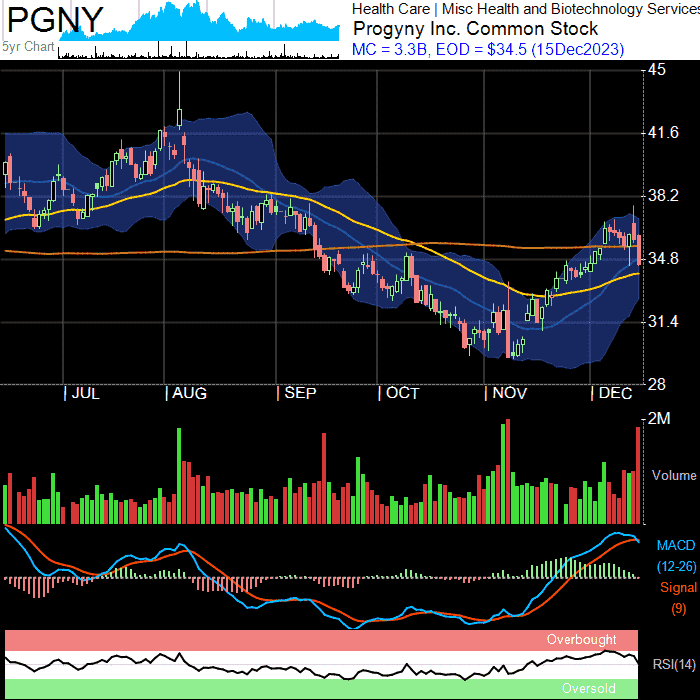 PGNY
5yr Chart
Health Care | Misc Health and Biotechnology Services
Progyny Inc. Common Stock
MC = 3.3B, EOD = $34.5 (15Dec2023)
45
41.6
38.2
34.8
31.4
28
| JUL | AUG | SEP | OCT | NOV | DEC
2M
Volume
MACD
(12-26)
Signal
(9)
Overbought
RSI(14)
Oversold